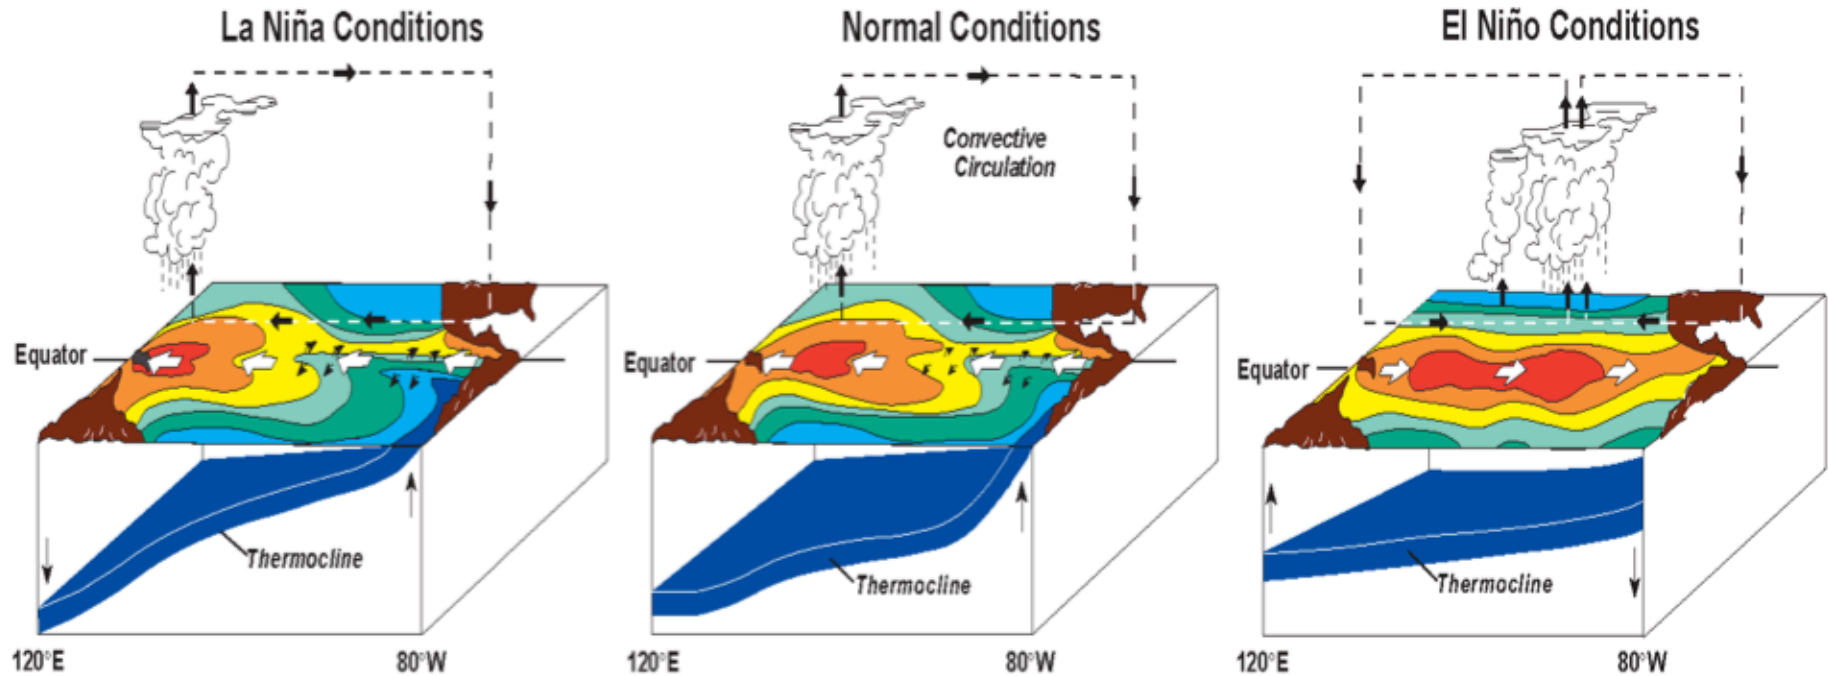 La Niña Conditions
Normal Conditions
El Niño Conditions
Convective
Circulation
Equator
Equator
Equator
Thermocline
Thermocline
Thermocline
120°E
80°W
120°E
80°W
120°E
80°W